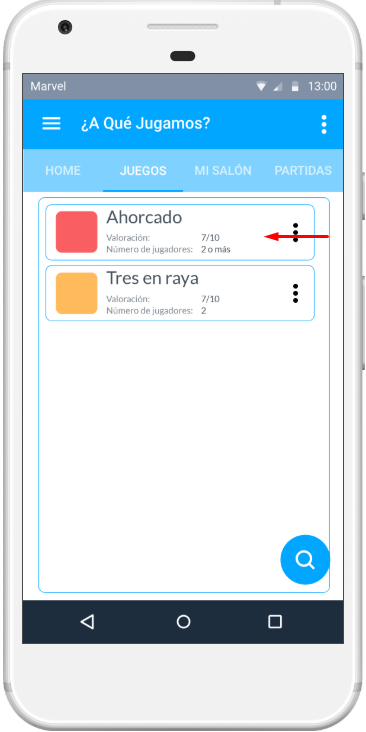 Marvel 13:00
¿A Qué Jugamos?
HOME JUEGOS MI SALÓN PARTIDAS
Ahorcado
Valoración: 7/10
Número de jugadores: 2 o más
Tres en raya
Valoración: 7/10
Número de jugadores: 2